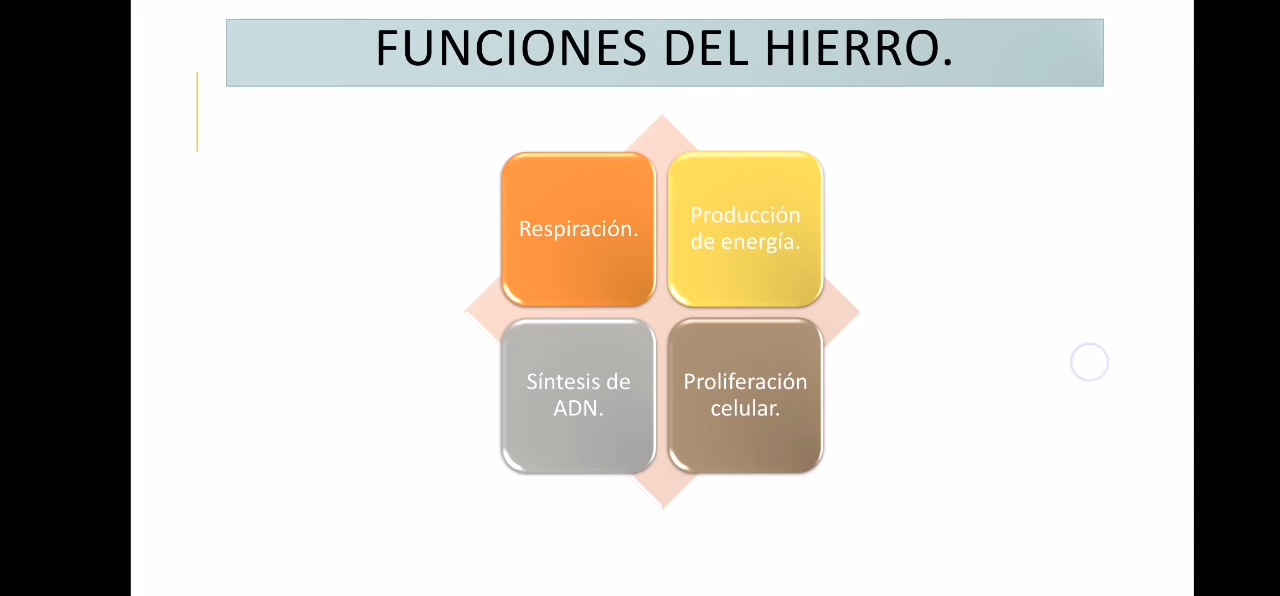 FUNCIONES DEL HIERRO.
Respiración.
Producción
de energía.
Síntesis de
ADN.
Proliferación
celular.